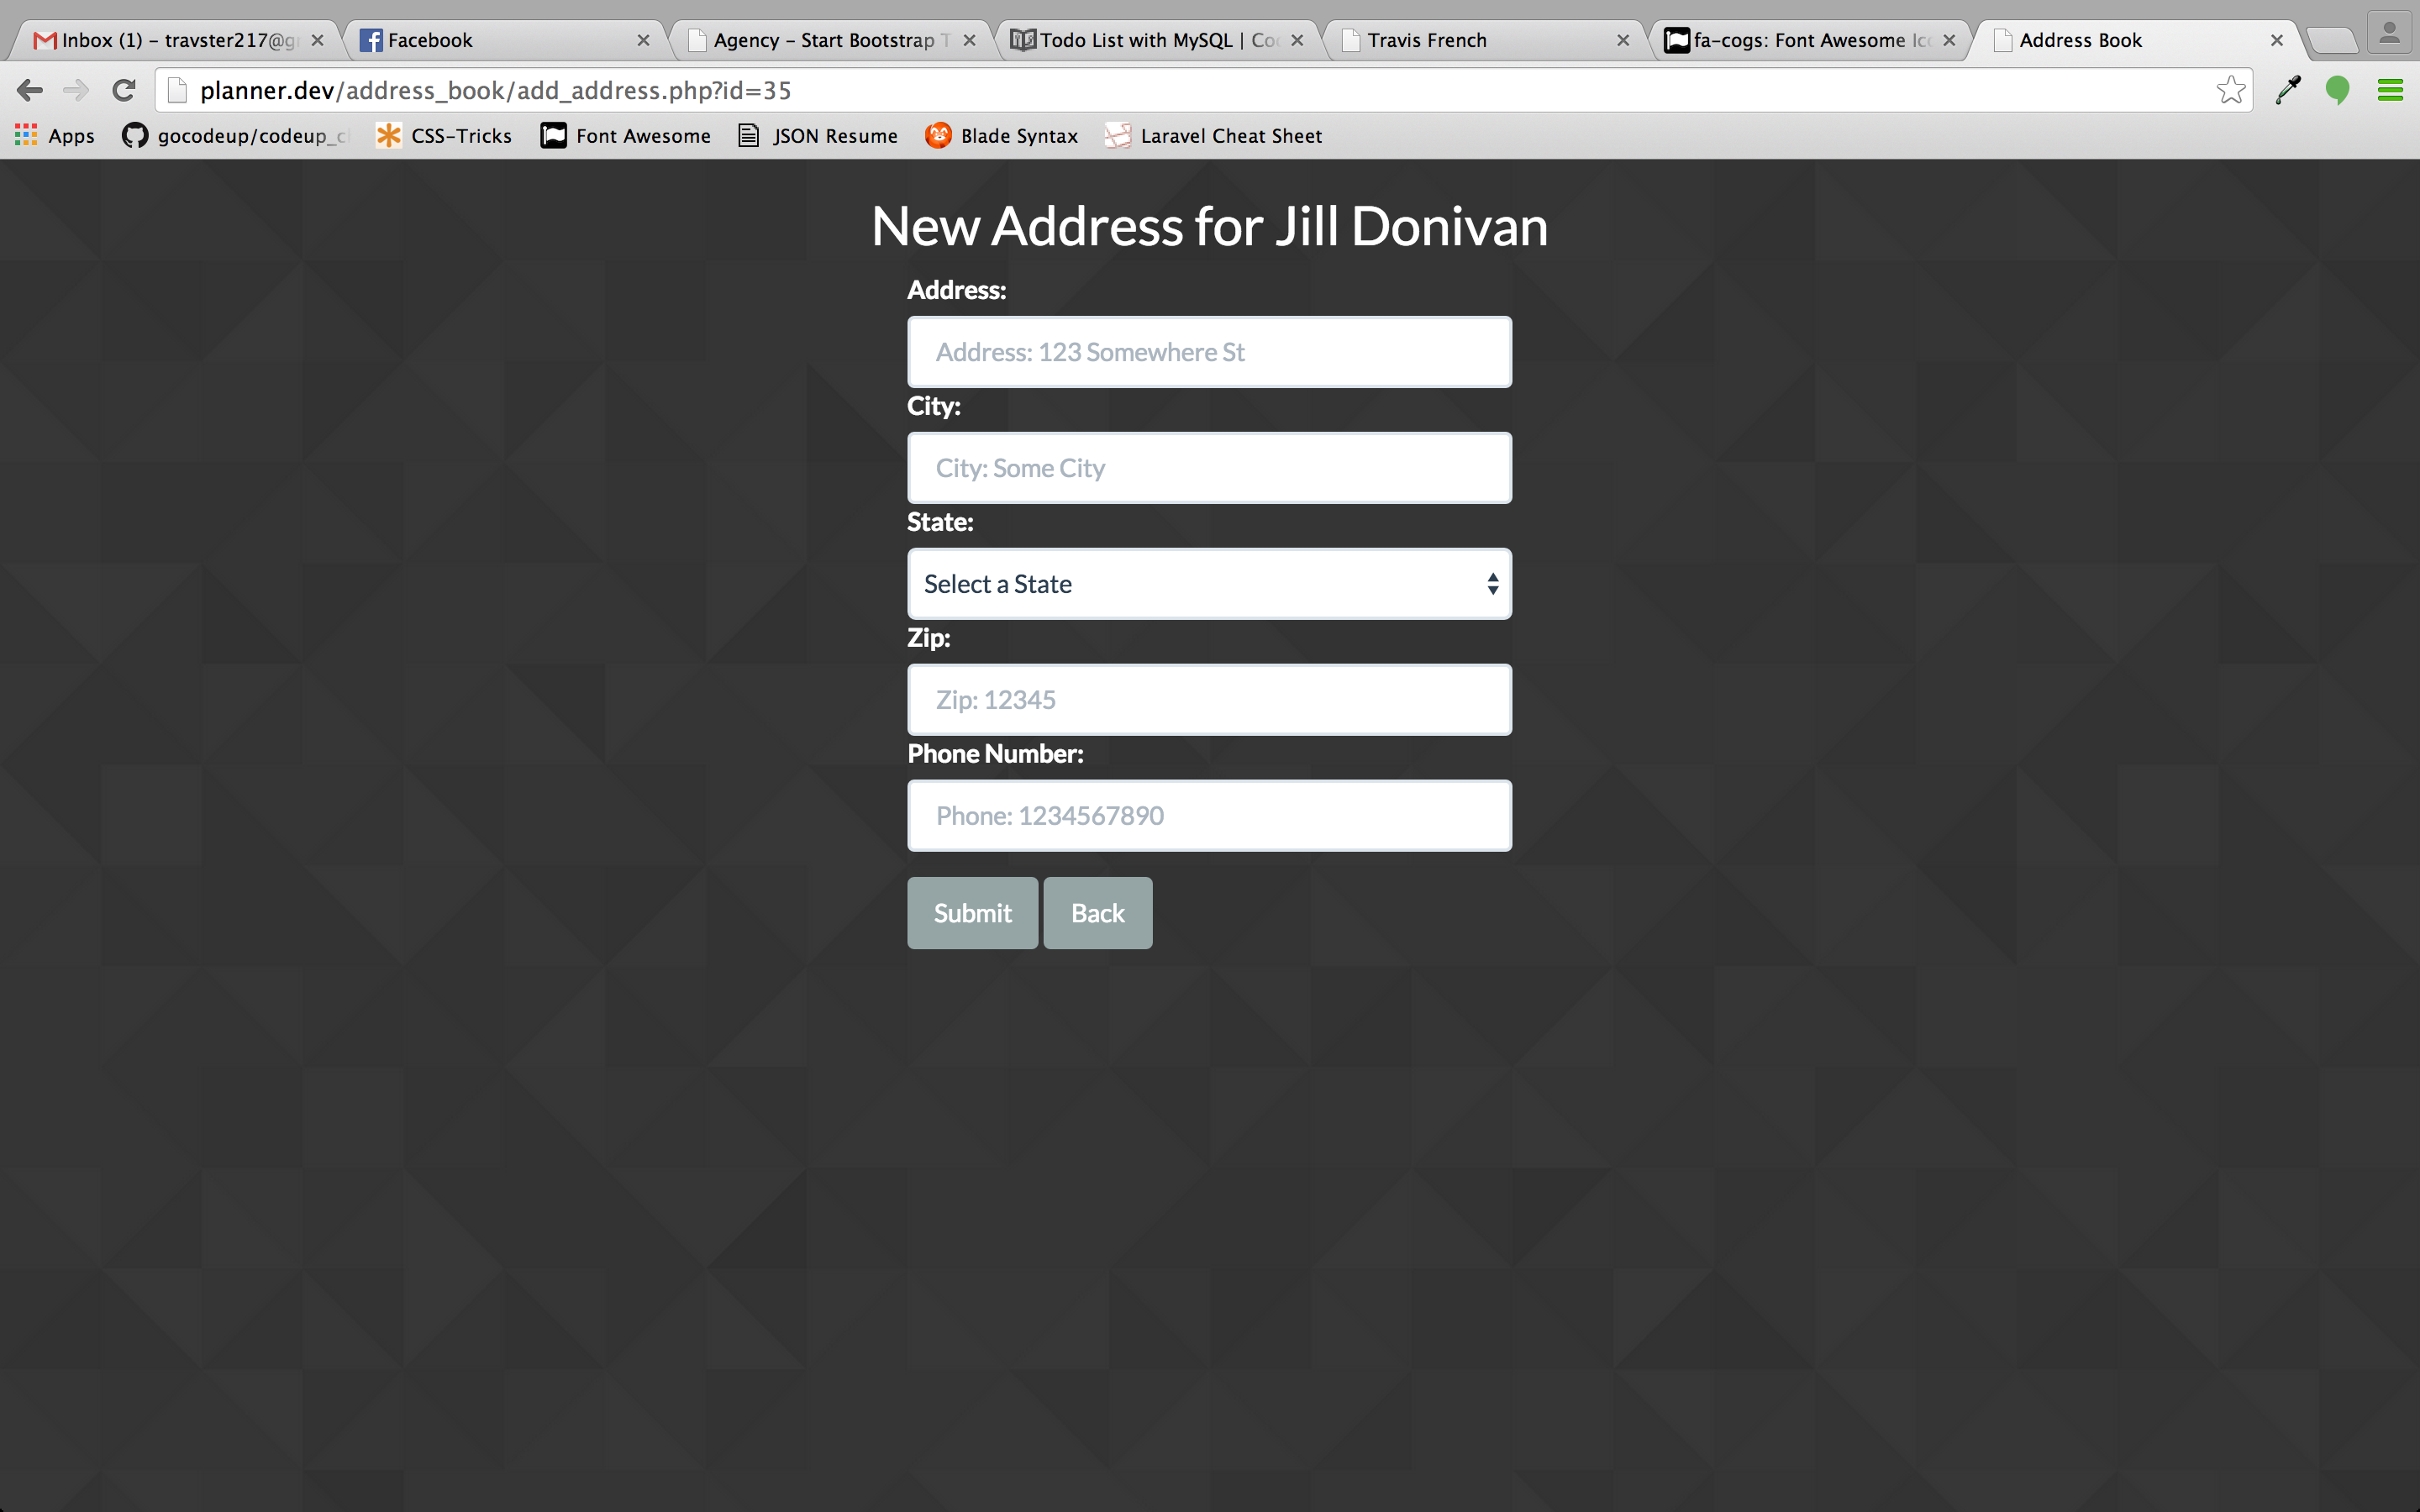 Inbox (1) – travster217@g
Facebook
Agency – Start Bootstrap T
Todo List with MySQL | Co
Travis French
fa-cogs: Font Awesome Ic
Address Book
planner.dev/address_book/add_address.php?id=35
Apps
gocodeup/codeup_c
CSS-Tricks
Font Awesome
JSON Resume
Blade Syntax
Laravel Cheat Sheet
New Address for Jill Donivan
Address:
Address: 123 Somewhere St
City:
City: Some City
State:
Select a State
Zip:
Zip: 12345
Phone Number:
Phone: 1234567890
Submit
Back